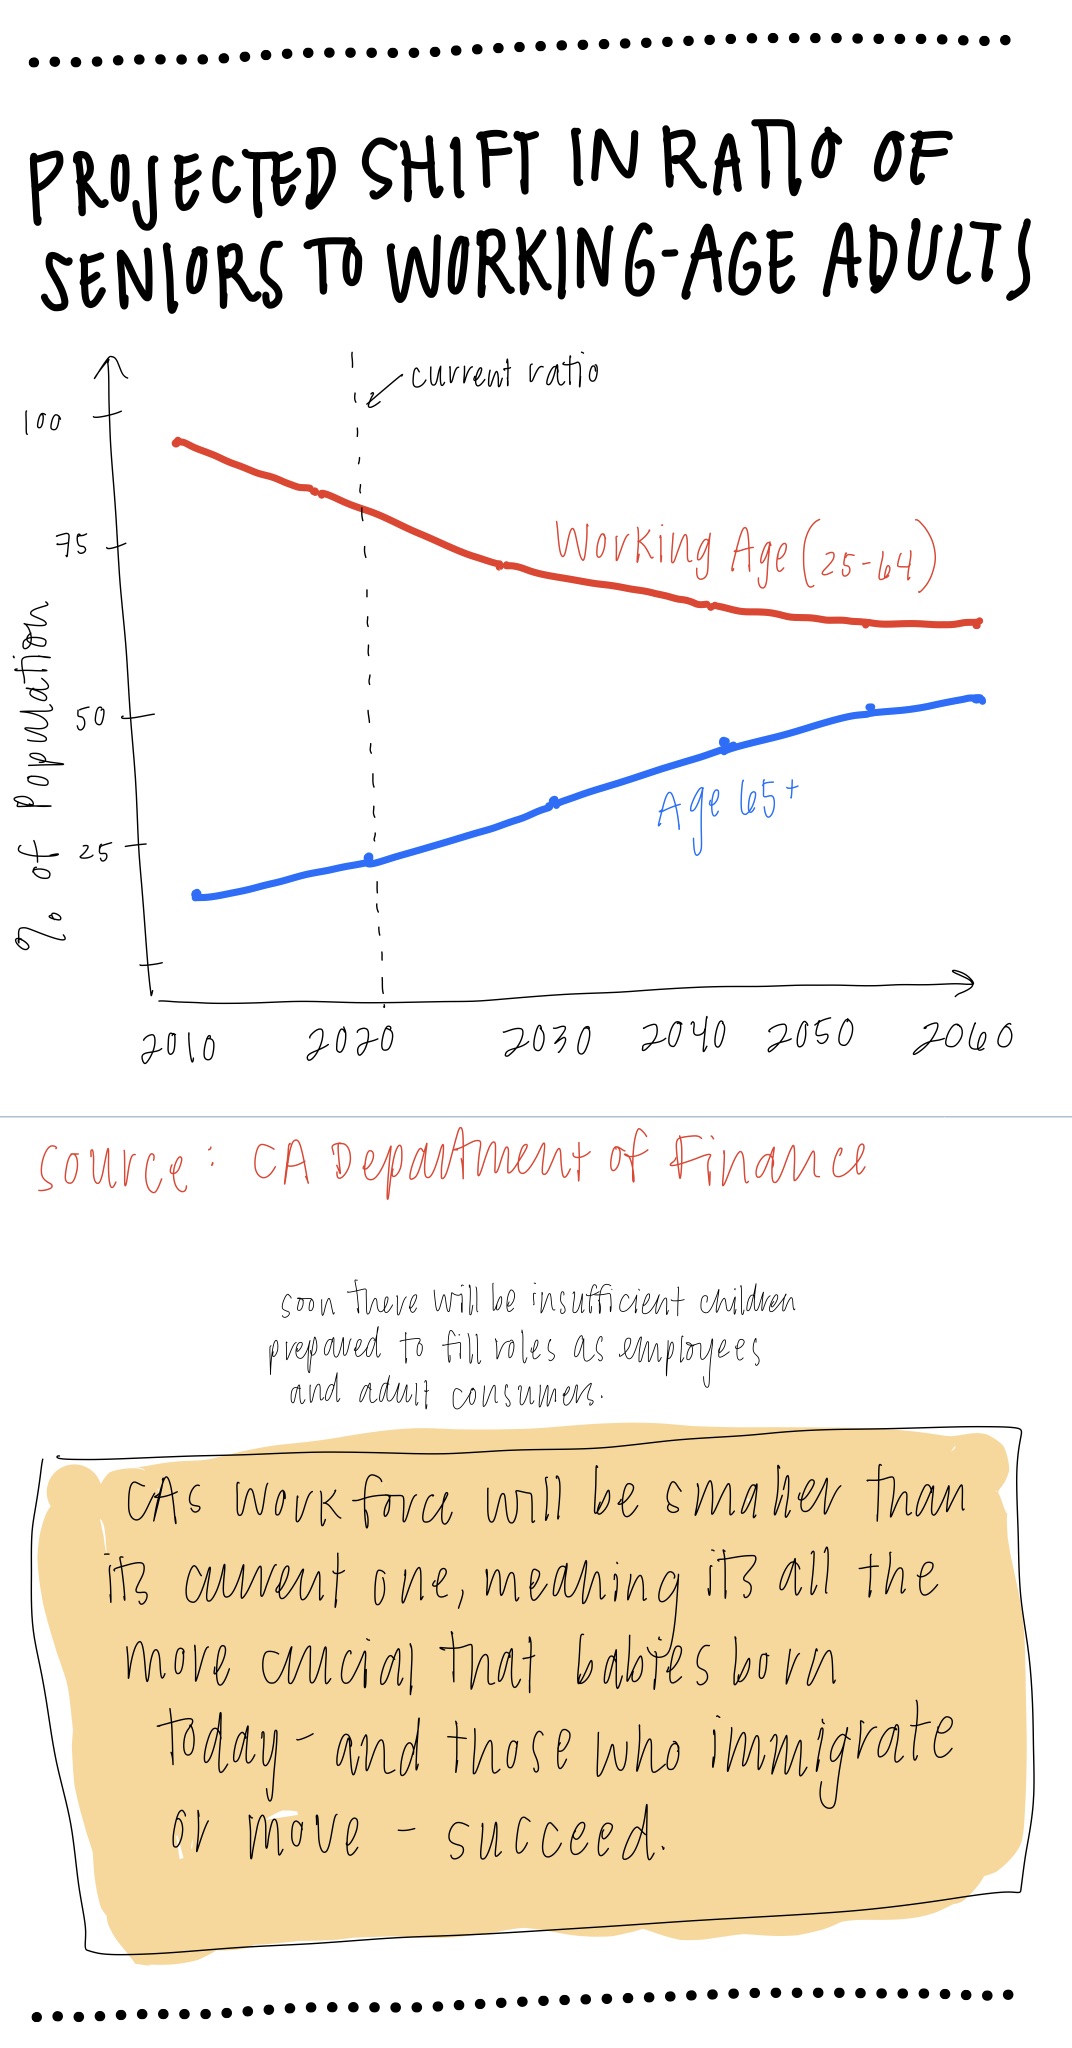 PROJECTED SHIFT IN RATIO OF
SENIORS TO WORKING-AGE ADULTS
current ratio
100
75
50
25
% of Population
Working Age (25-64)
Age 65+
2010 2020 2030 2040 2050 2060
Source: CA Department of Finance
soon there will be insufficient children
prepared to fill roles as employees
and adult consumers.
CAs workforce will be smaller than
its current one, meaning its all the
more crucial that babies born
today - and those who immigrate
or move - succeed.